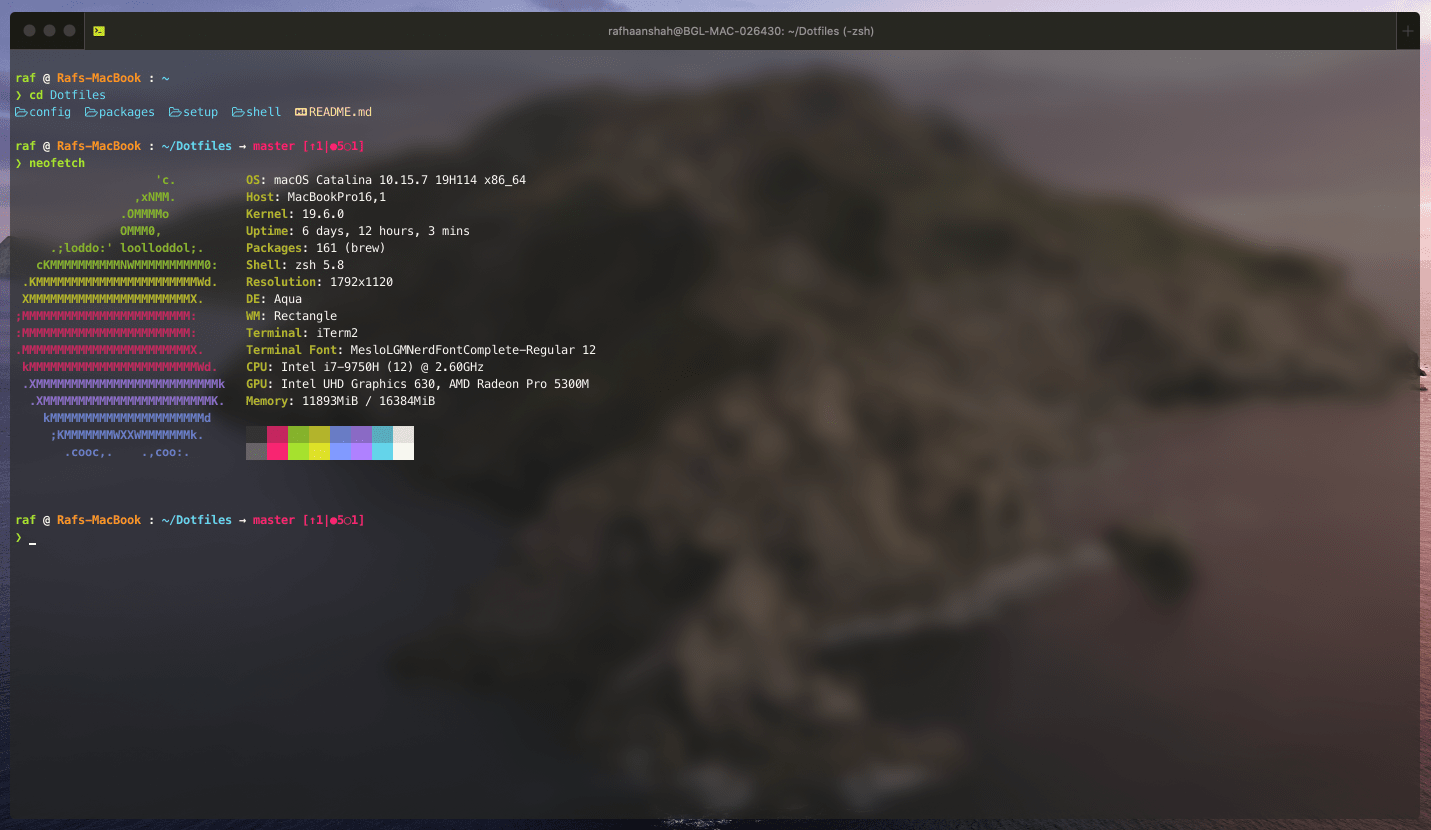 rafhaanshah@BGL-MAC-026430: ~/Dotfiles (-zsh)
raf @ Rafs-MacBook : ~
❯ cd Dotfiles
config packages setup shell README.md
raf @ Rafs-MacBook : ~/Dotfiles → master [↑1|●5○1]
❯ neofetch
'c. OS: macOS Catalina 10.15.7 19H114 x86_64
,xNMM. Host: MacBookPro16,1
.OMMMMo Kernel: 19.6.0
OMMM0, Uptime: 6 days, 12 hours, 3 mins
.;loddo:' loolloddol;. Packages: 161 (brew)
cKMMMMMMMMMMNWMMMMMMMMMM0: Shell: zsh 5.8
.KMMMMMMMMMMMMMMMMMMMMMMMWd. Resolution: 1792x1120
XMMMMMMMMMMMMMMMMMMMMMMMX. DE: Aqua
;MMMMMMMMMMMMMMMMMMMMMMMM: WM: Rectangle
:MMMMMMMMMMMMMMMMMMMMMMMM: Terminal: iTerm2
.MMMMMMMMMMMMMMMMMMMMMMMMX. Terminal Font: MesloLGMNerdFontComplete-Regular 12
kMMMMMMMMMMMMMMMMMMMMMMMMWd. CPU: Intel i7-9750H (12) @ 2.60GHz
.XMMMMMMMMMMMMMMMMMMMMMMMMMMk GPU: Intel UHD Graphics 630, AMD Radeon Pro 5300M
.XMMMMMMMMMMMMMMMMMMMMMMMMK. Memory: 11893MiB / 16384MiB
kMMMMMMMMMMMMMMMMMMMMMMd
;KMMMMMMMWXXWMMMMMMMk.
.cooc,. .,coo:.
raf @ Rafs-MacBook : ~/Dotfiles → master [↑1|●5○1]
❯ _